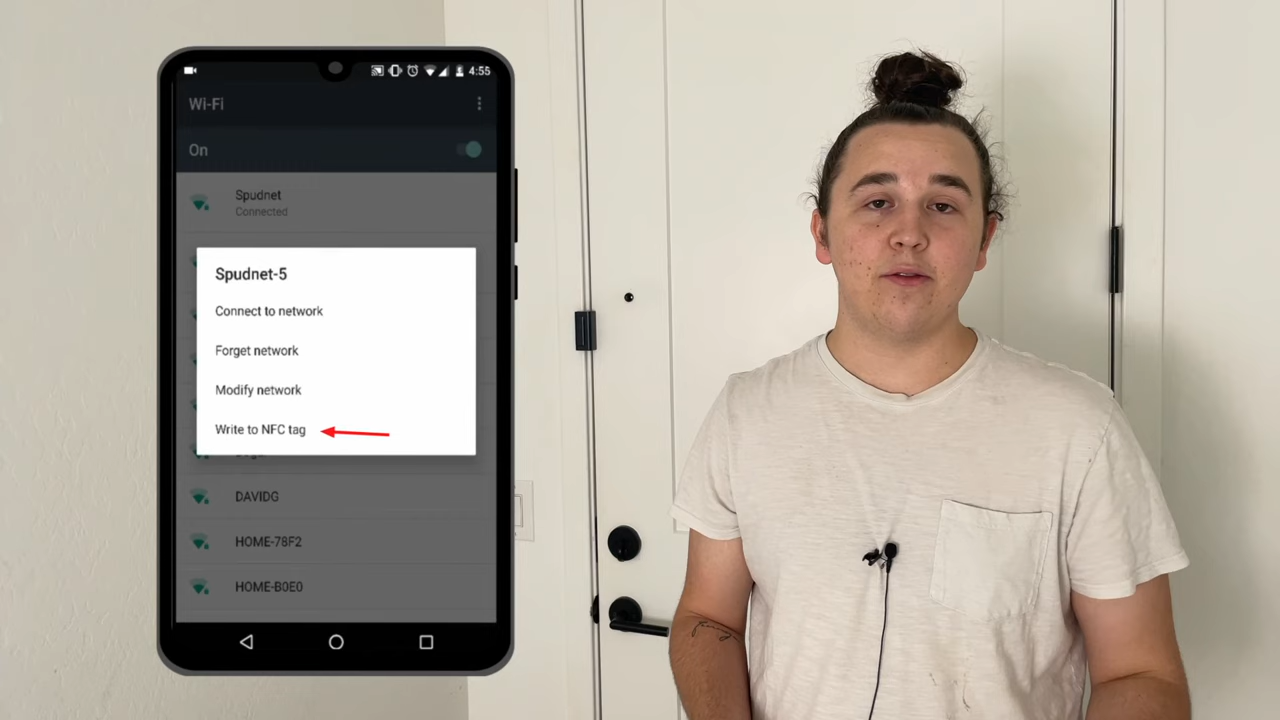 4:55
Wi-Fi
On
Spudnet
Connected
Spudnet-5
Connect to network
Forget network
Modify network
Write to NFC tag
DAVIDG
HOME-78F2
HOME-B0E0